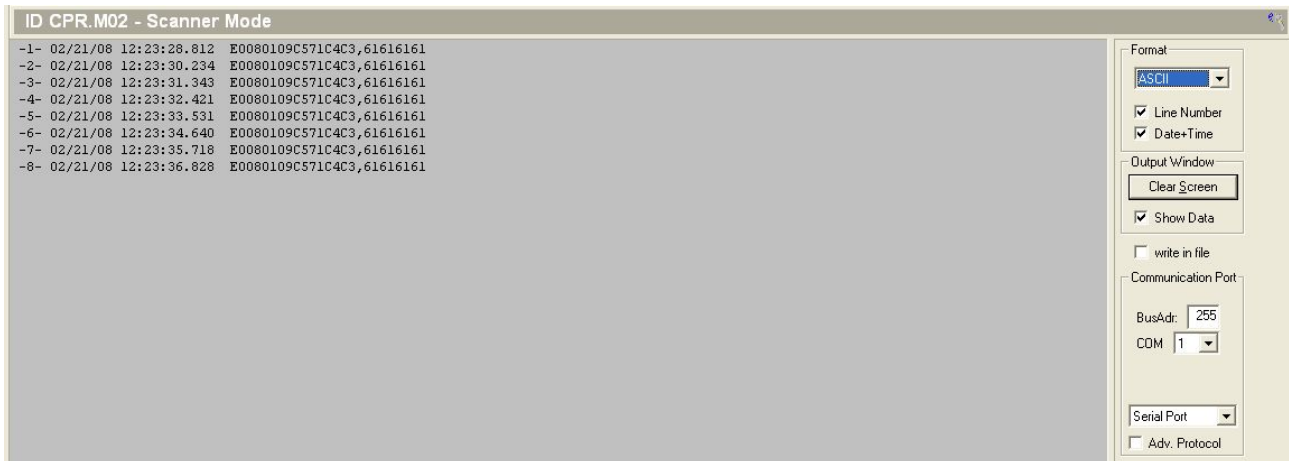 ID CPR.M02 - Scanner Mode
-1- 02/21/08 12:23:28.812 E0080109C571C4C3,61616161
-2- 02/21/08 12:23:30.234 E0080109C571C4C3,61616161
-3- 02/21/08 12:23:31.343 E0080109C571C4C3,61616161
-4- 02/21/08 12:23:32.421 E0080109C571C4C3,61616161
-5- 02/21/08 12:23:33.531 E0080109C571C4C3,61616161
-6- 02/21/08 12:23:34.640 E0080109C571C4C3,61616161
-7- 02/21/08 12:23:35.718 E0080109C571C4C3,61616161
-8- 02/21/08 12:23:36.828 E0080109C571C4C3,61616161
Format
ASCII
Line Number
Date+Time
Output Window
Clear Screen
Show Data
write in file
Communication Port
BusAdr: 255
COM 1
Serial Port
Adv. Protocol